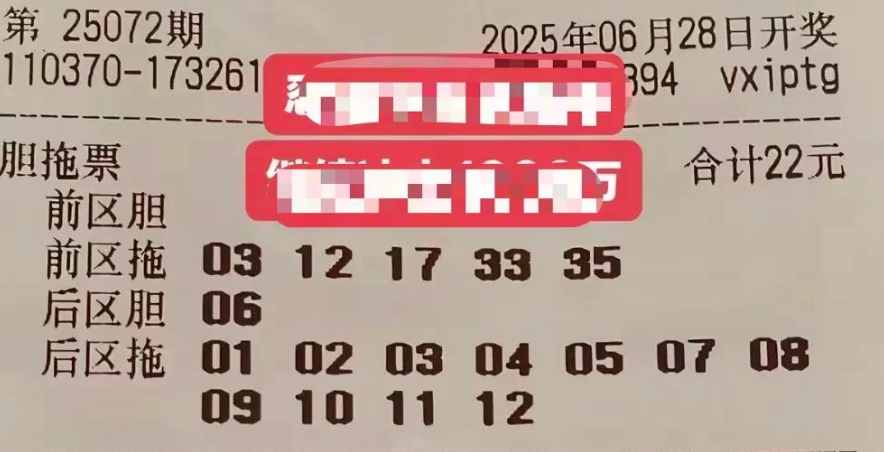 第 25072期
2025年06月28日开奖
110370-173261
894 vxiptg
胆拖票
合计22元
前区胆
前区拖 03 12 17 33 35
后区胆 06
后区拖 01 02 03 04 05 07 08
09 10 11 12